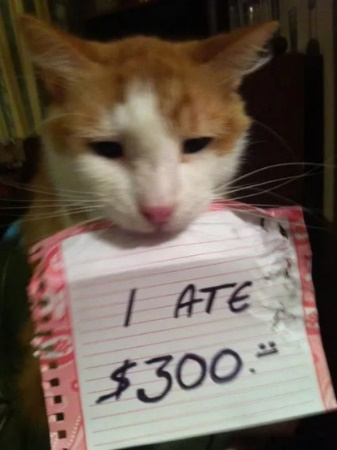 I ATE
$300. :)